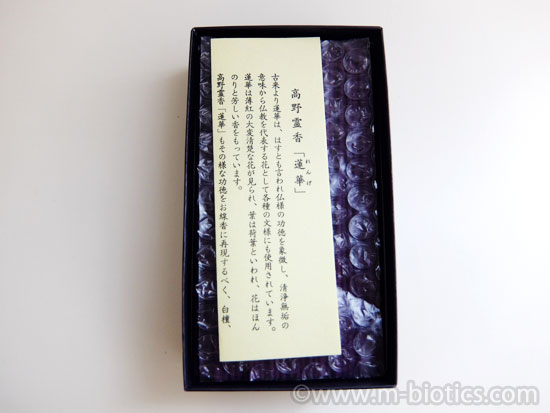 高野霊香「蓮華」
れんげ
古来より蓮華は、はすとも言われ仏様の功徳を象徴し、清浄無垢の
意味から仏教を代表する花として各種の文様にも使用されています。
蓮華は薄紅の大変清楚な花が見られ、葉は荷葉といわれ、花はほん
のりと芳しい香をもっています。
高野霊香「蓮華」もその様な功徳をお線香に再現するべく、白檀、
©www.m-biotics.com